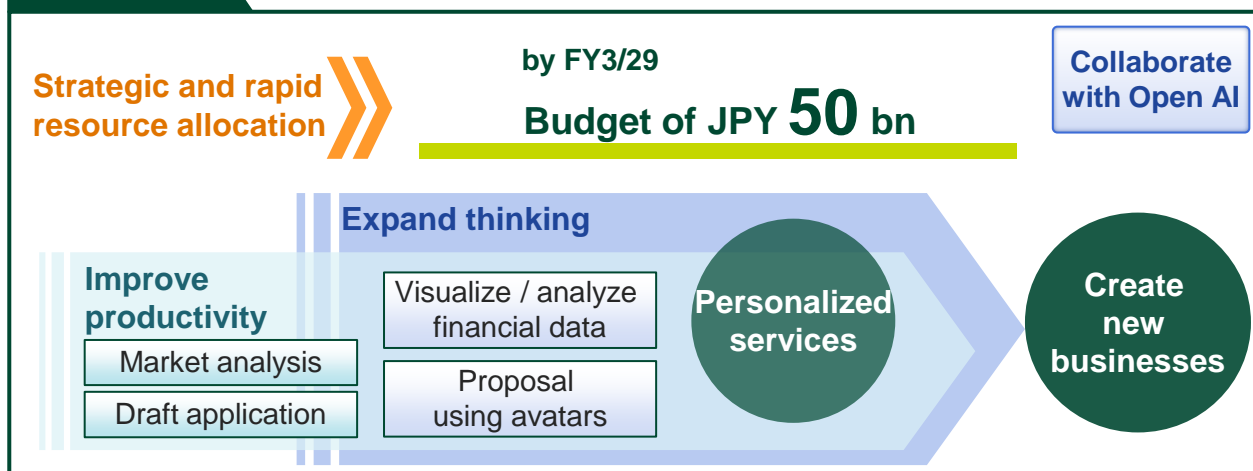 Strategic and rapid
resource allocation
by FY3/29
Budget of JPY 50 bn
Collaborate
with Open AI
Expand thinking
Improve
productivity
Market analysis
Draft application
Visualize / analyze
financial data
Proposal
using avatars
Personalized
services
Create
new
businesses